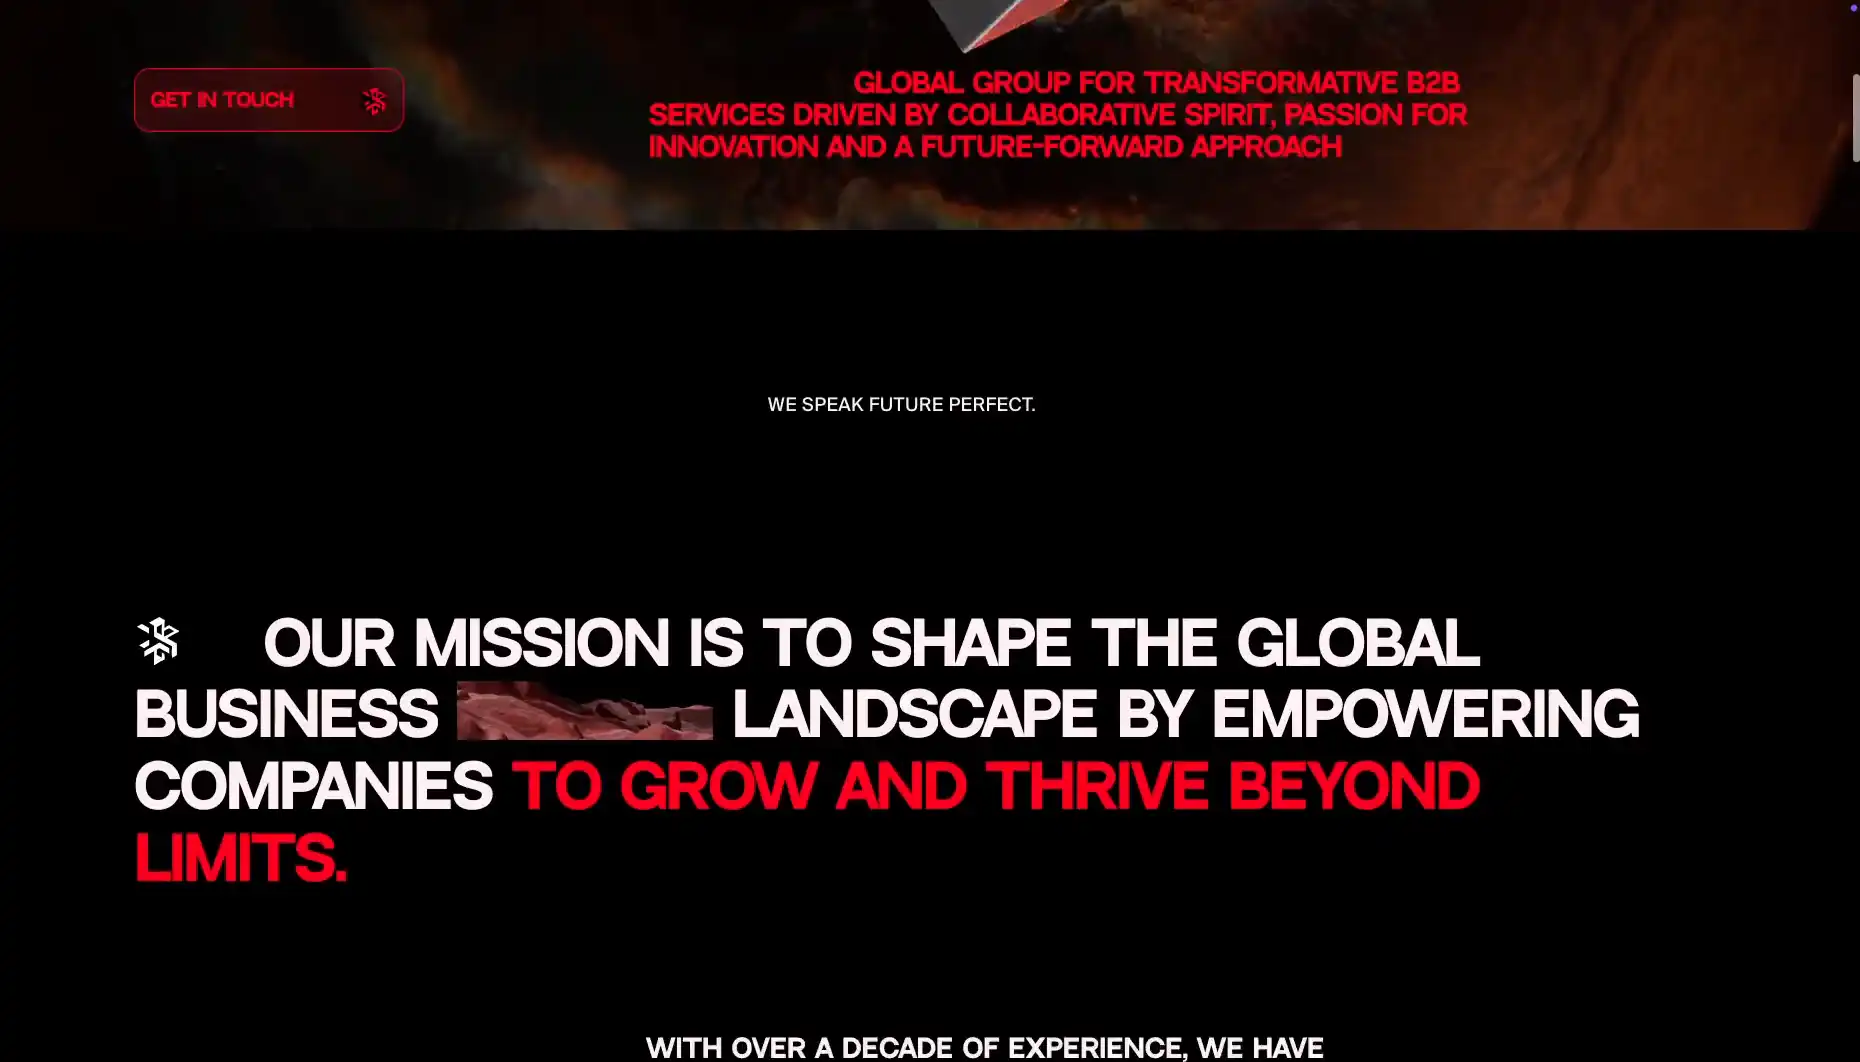 GET IN TOUCH
GLOBAL GROUP FOR TRANSFORMATIVE B2B
SERVICES DRIVEN BY COLLABORATIVE SPIRIT, PASSION FOR
INNOVATION AND A FUTURE-FORWARD APPROACH
WE SPEAK FUTURE PERFECT.
OUR MISSION IS TO SHAPE THE GLOBAL
BUSINESS LANDSCAPE BY EMPOWERING
COMPANIES TO GROW AND THRIVE BEYOND
LIMITS.
WITH OVER A DECADE OF EXPERIENCE, WE HAVE